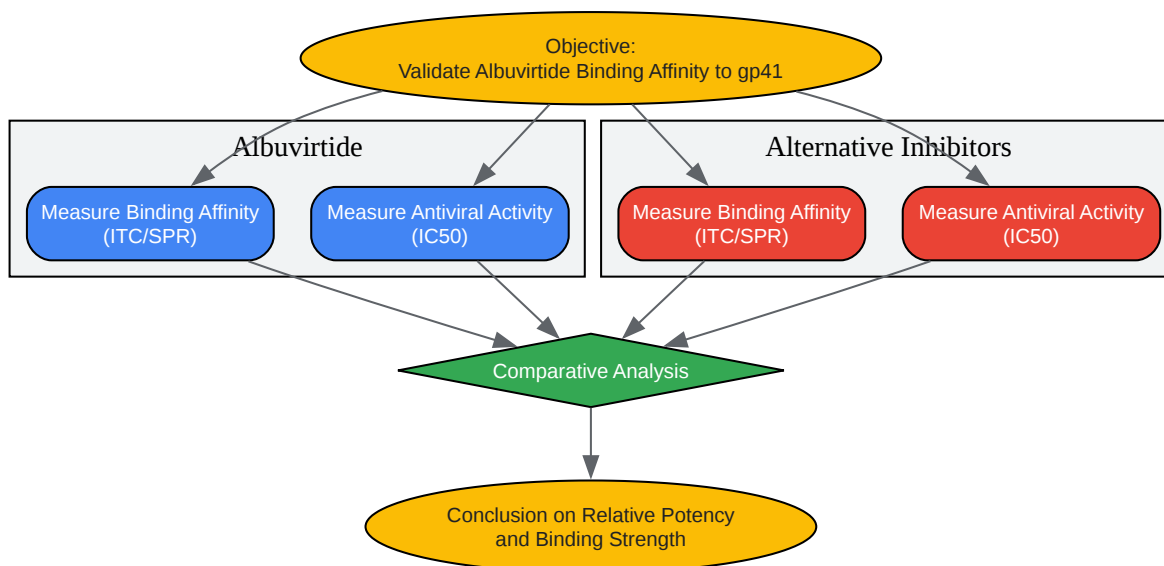 Objective:
Validate Albuvirtide Binding Affinity to gp41
Albuvirtide
Alternative Inhibitors
Measure Binding Affinity
(ITC/SPR)
Measure Antiviral Activity
(IC50)
Measure Binding Affinity
(ITC/SPR)
Measure Antiviral Activity
(IC50)
Comparative Analysis
Conclusion on Relative Potency
and Binding Strength